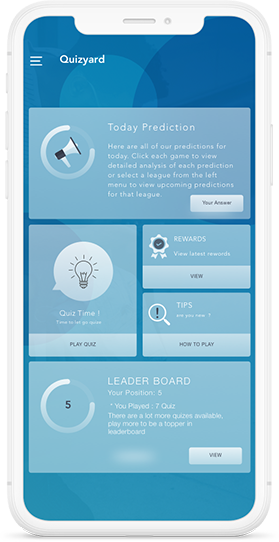 Quizyard
Today Prediction
Here are all of our predictions for
today. Click each game to view
detailed analysis of each prediction
or select a league from the left
menu to view upcoming predictions
for that league.
Your Answer
Quiz Time !
Time to let go quize.
PLAY QUIZ
REWARDS
View latest rewards
VIEW
TIPS
are you new ?
HOW TO PLAY
LEADER BOARD
Your Position: 5
5
* You Played : 7 Quiz
There are a lot more quizes available,
play more to be a topper in
leaderboard
VIEW